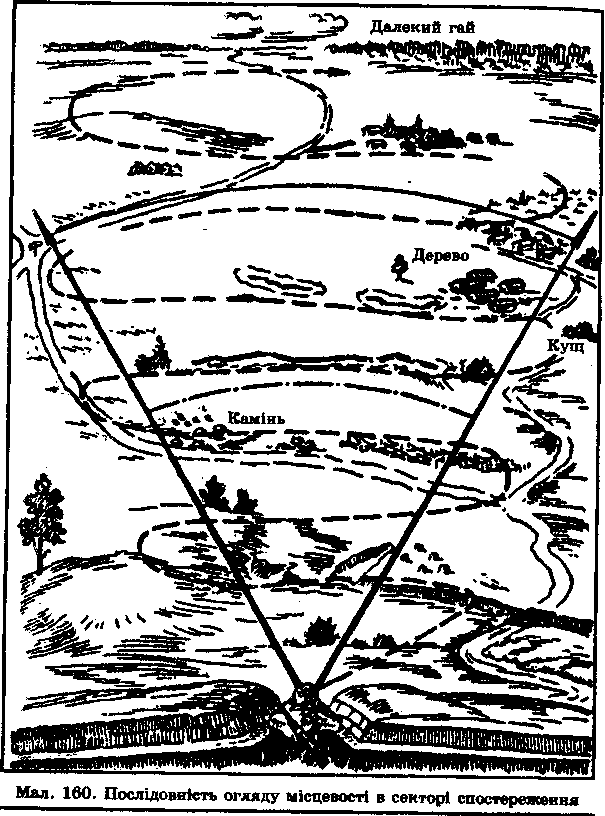 Далекий гай
Дерево
Кущ
Камінь
Мал. 160. Послідовність огляду місцевості в секторі спостереження